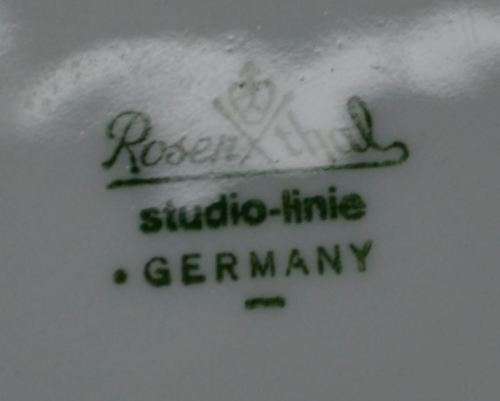 Rosenthal
studio-linie
GERMANY